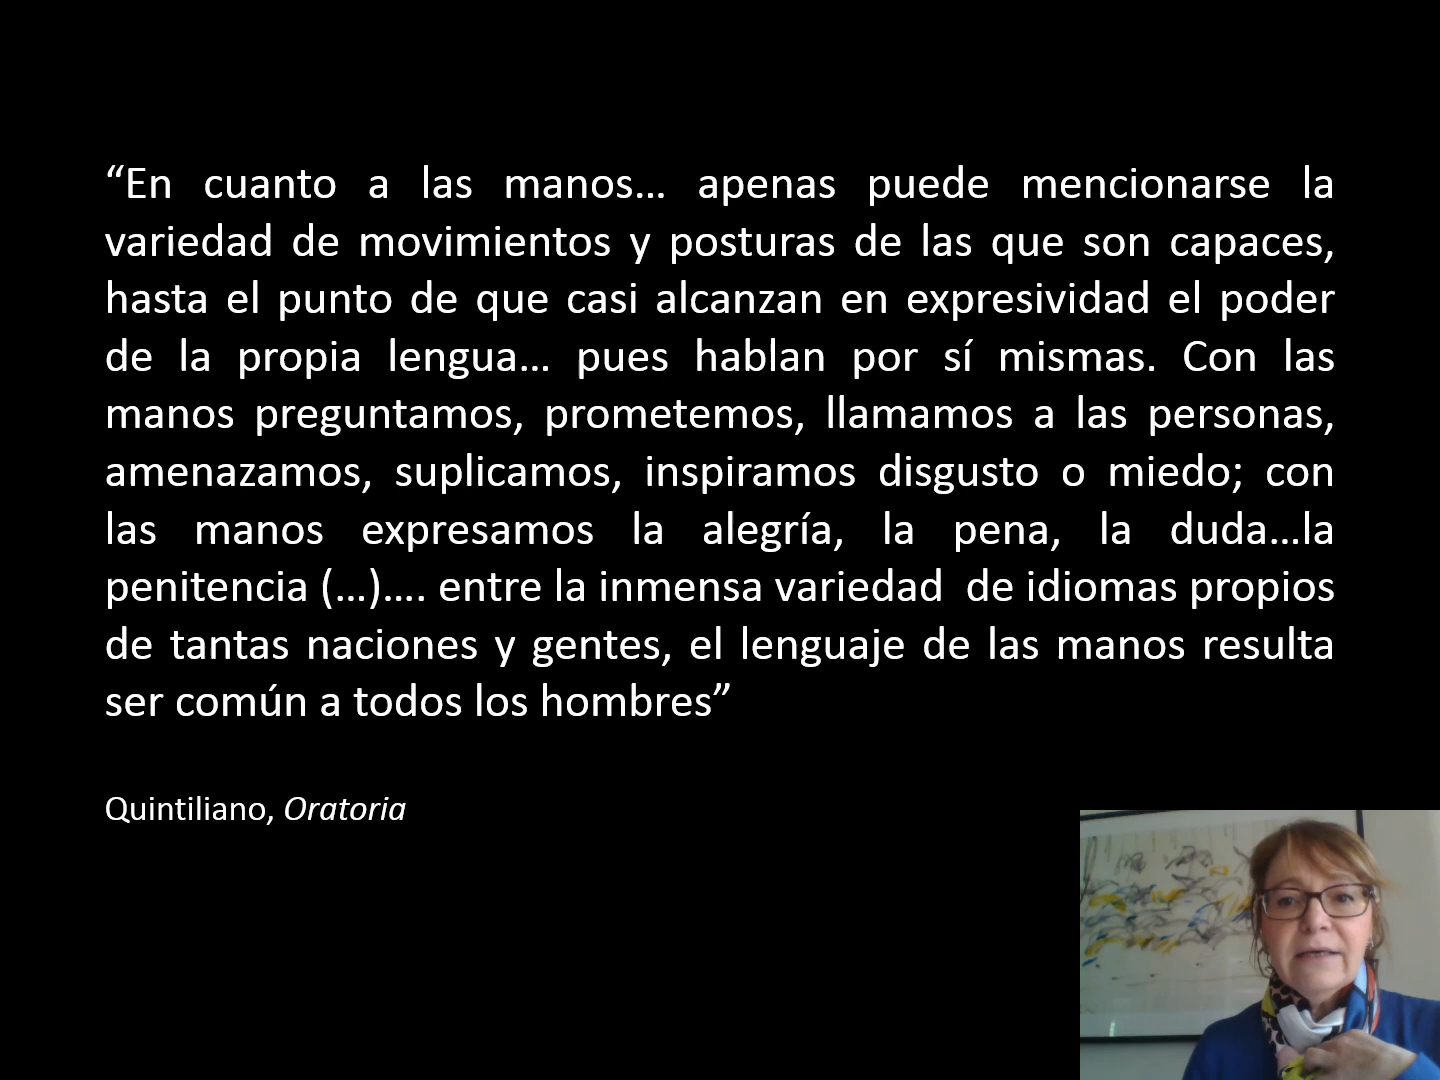 “En cuanto a las manos… apenas puede mencionarse la
variedad de movimientos y posturas de las que son capaces,
hasta el punto de que casi alcanzan en expresividad el poder
de la propia lengua… pues hablan por sí mismas. Con las
manos preguntamos, prometemos, llamamos a las personas,
amenazamos, suplicamos, inspiramos disgusto o miedo; con
las manos expresamos la alegría, la pena, la duda…la
penitencia (…)…. entre la inmensa variedad  de idiomas propios
de tantas naciones y gentes, el lenguaje de las manos resulta
ser común a todos los hombres”
Quintiliano, Oratoria